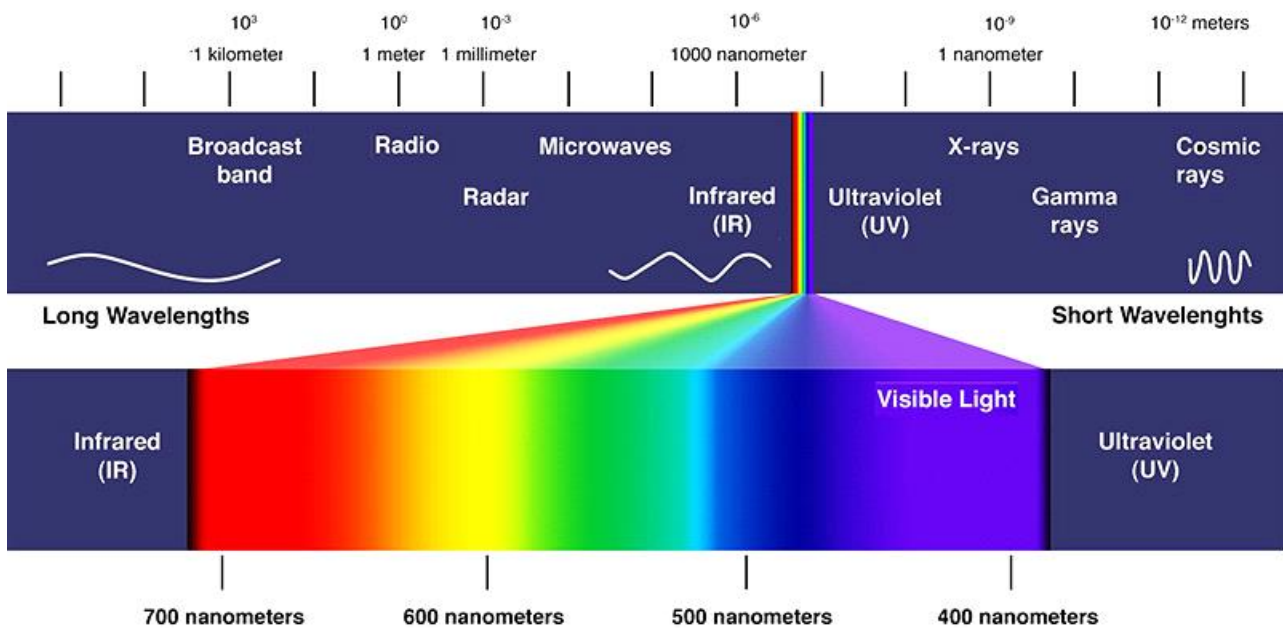 10³ 10⁰ 10⁻³ 10⁻⁶ 10⁻⁹ 10⁻¹² meters
1 kilometer 1 meter 1 millimeter 1000 nanometer 1 nanometer
Broadcast band
Radio
Radar
Microwaves
Infrared (IR)
Ultraviolet (UV)
X-rays
Gamma rays
Cosmic rays
Long Wavelengths
Short Wavelenghts
Infrared (IR)
Visible Light
Ultraviolet (UV)
700 nanometers 600 nanometers 500 nanometers 400 nanometers